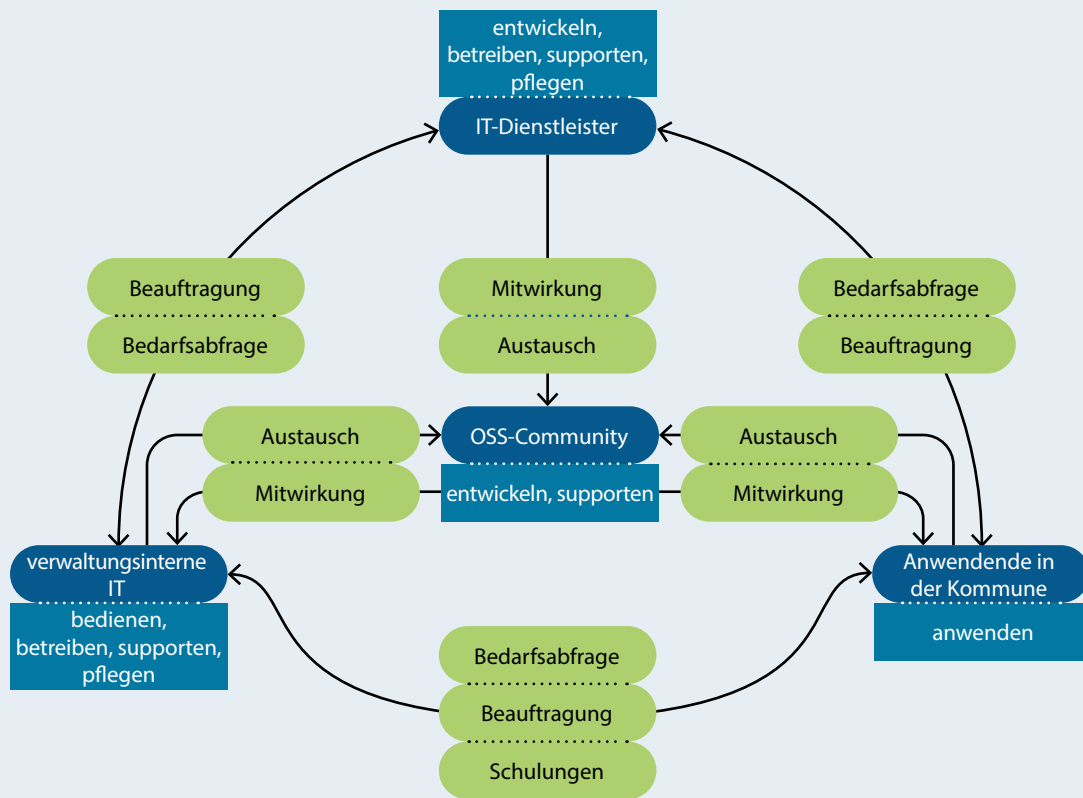 entwickeln,
betreiben, supporten,
pflegen
IT-Dienstleister
Beauftragung
Bedarfsabfrage
Mitwirkung
Austausch
Bedarfsabfrage
Beauftragung
Austausch
Mitwirkung
OSS-Community
entwickeln, supporten
Austausch
Mitwirkung
verwaltungsinterne
IT
bedienen,
betreiben, supporten,
pflegen
Anwendende in
der Kommune
anwenden
Bedarfsabfrage
Beauftragung
Schulungen